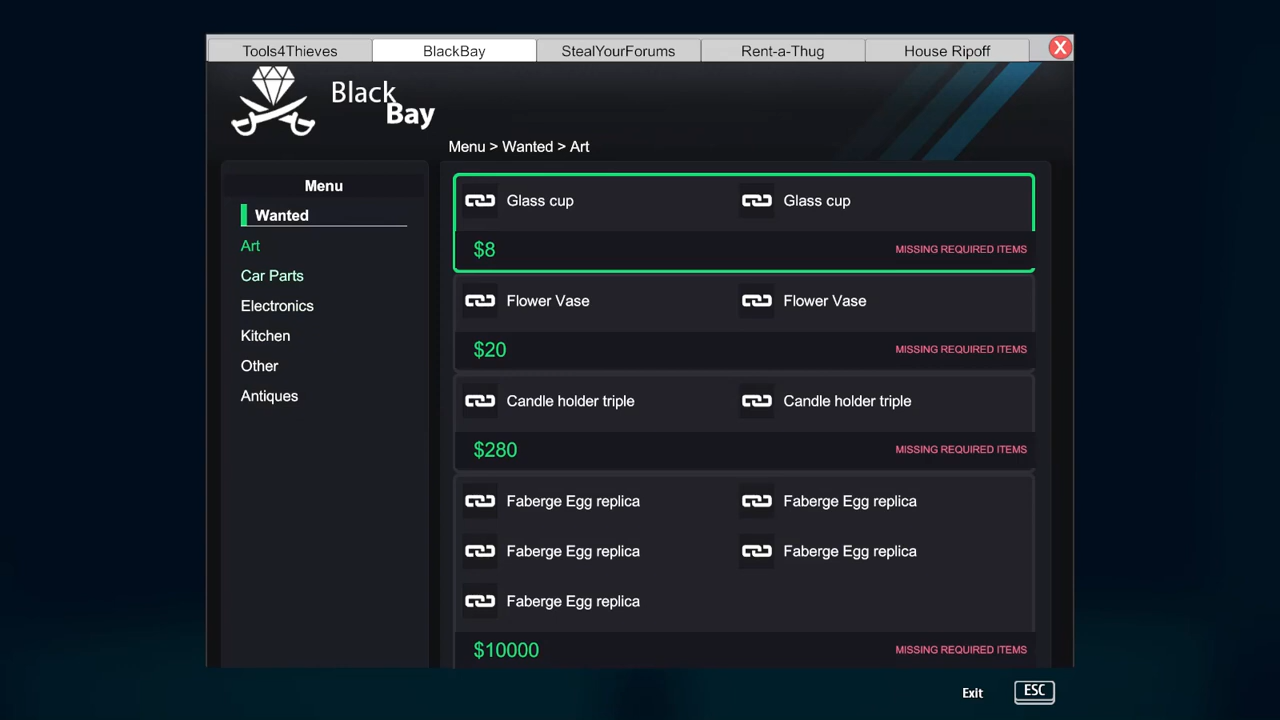 Tools4Thieves BlackBay StealYourForums Rent-a-Thug House Ripoff X
Black
Bay
Menu > Wanted > Art
Menu
Wanted
Art
Car Parts
Electronics
Kitchen
Other
Antiques
Glass cup Glass cup
$8 MISSING REQUIRED ITEMS
Flower Vase Flower Vase
$20 MISSING REQUIRED ITEMS
Candle holder triple Candle holder triple
$280 MISSING REQUIRED ITEMS
Faberge Egg replica Faberge Egg replica
Faberge Egg replica Faberge Egg replica
Faberge Egg replica
$10000 MISSING REQUIRED ITEMS
Exit ESC